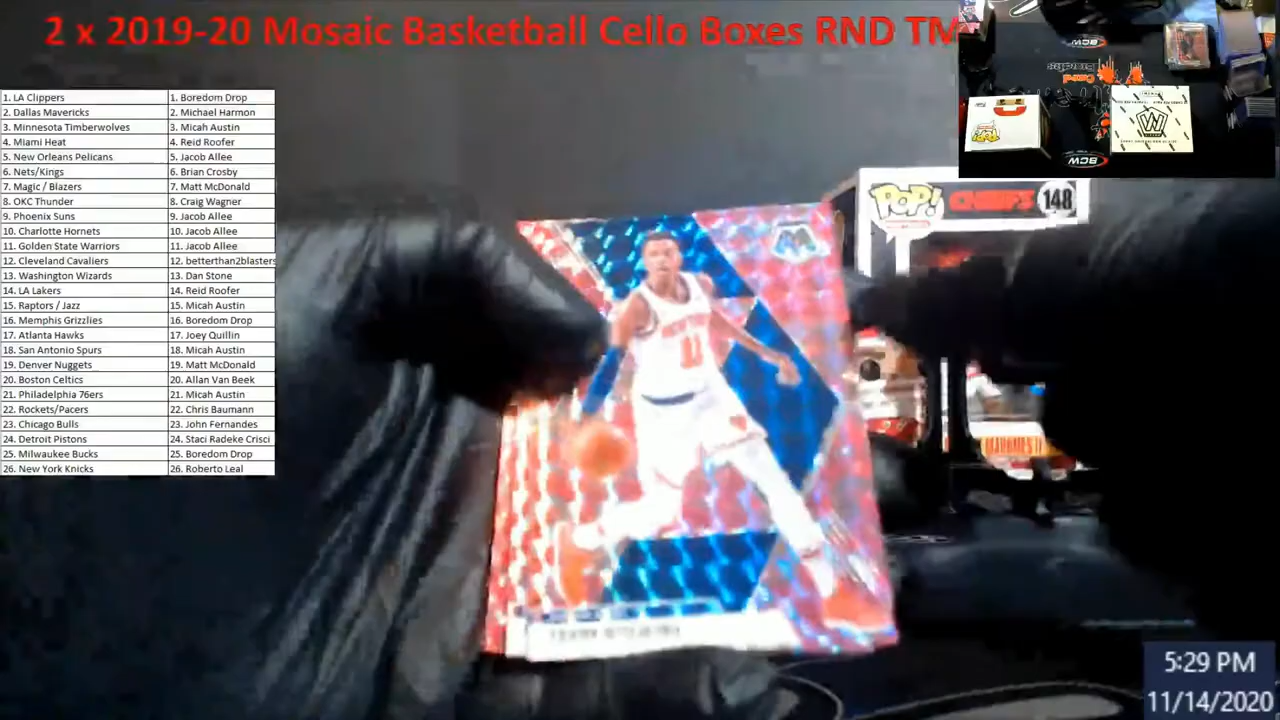 2 x 2019-20 Mosaic Basketball Cello Boxes RND TM
1. LA Clippers 1. Boredom Drop
2. Dallas Mavericks 2. Michael Harmon
3. Minnesota Timberwolves 3. Micah Austin
4. Miami Heat 4. Reid Roofer
5. New Orleans Pelicans 5. Jacob Allee
6. Nets/Kings 6. Brian Crosby
7. Magic / Blazers 7. Matt McDonald
8. OKC Thunder 8. Craig Wagner
9. Phoenix Suns 9. Jacob Allee
10. Charlotte Hornets 10. Jacob Allee
11. Golden State Warriors 11. Jacob Allee
12. Cleveland Cavaliers 12. betterthan2blasters
13. Washington Wizards 13. Dan Stone
14. LA Lakers 14. Reid Roofer
15. Raptors / Jazz 15. Micah Austin
16. Memphis Grizzlies 16. Boredom Drop
17. Atlanta Hawks 17. Joey Quillin
18. San Antonio Spurs 18. Micah Austin
19. Denver Nuggets 19. Matt McDonald
20. Boston Celtics 20. Allan Van Beek
21. Philadelphia 76ers 21. Micah Austin
22. Rockets/Pacers 22. Chris Baumann
23. Chicago Bulls 23. John Fernandes
24. Detroit Pistons 24. Staci Radeke Crisci
25. Milwaukee Bucks 25. Boredom Drop
26. New York Knicks 26. Roberto Leal
BCW
Card
POP!
BCW
POP! CHIEFS 148
11
MAHOMES II
5:29 PM
11/14/2020